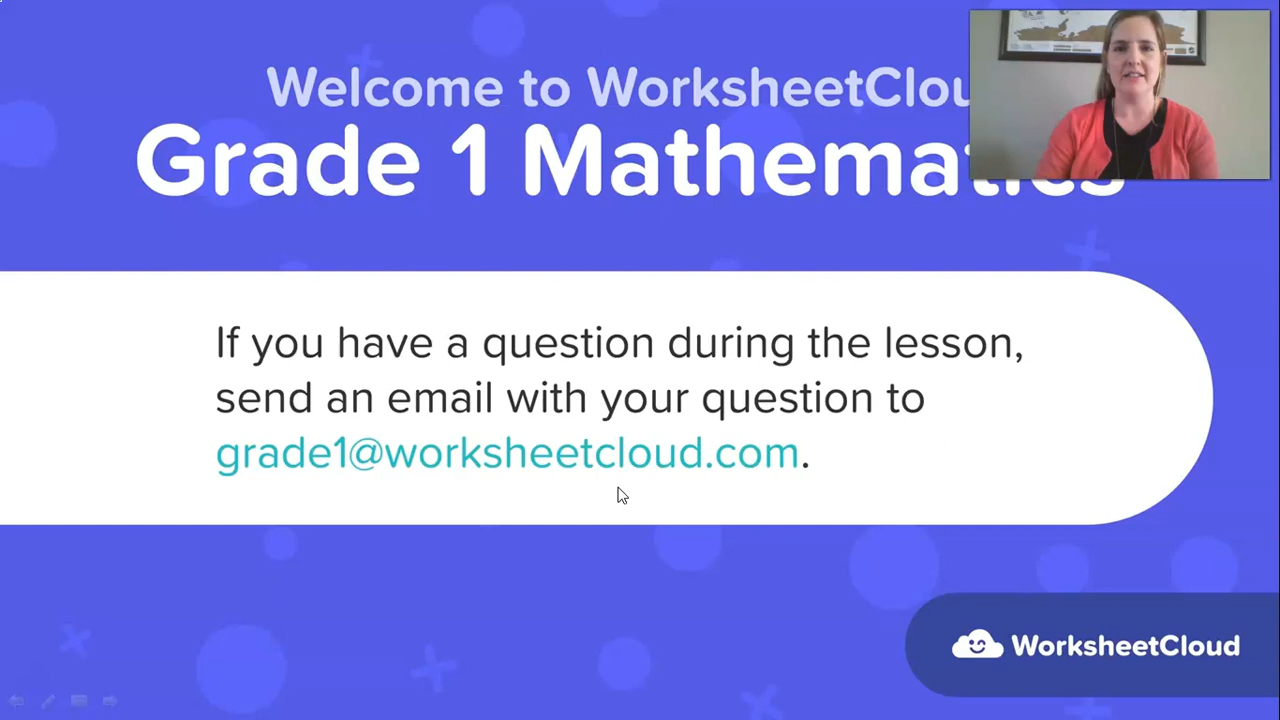 Welcome to WorksheetClou
Grade 1 Mathematics
If you have a question during the lesson,
send an email with your question to
grade1@worksheetcloud.com.
WorksheetCloud